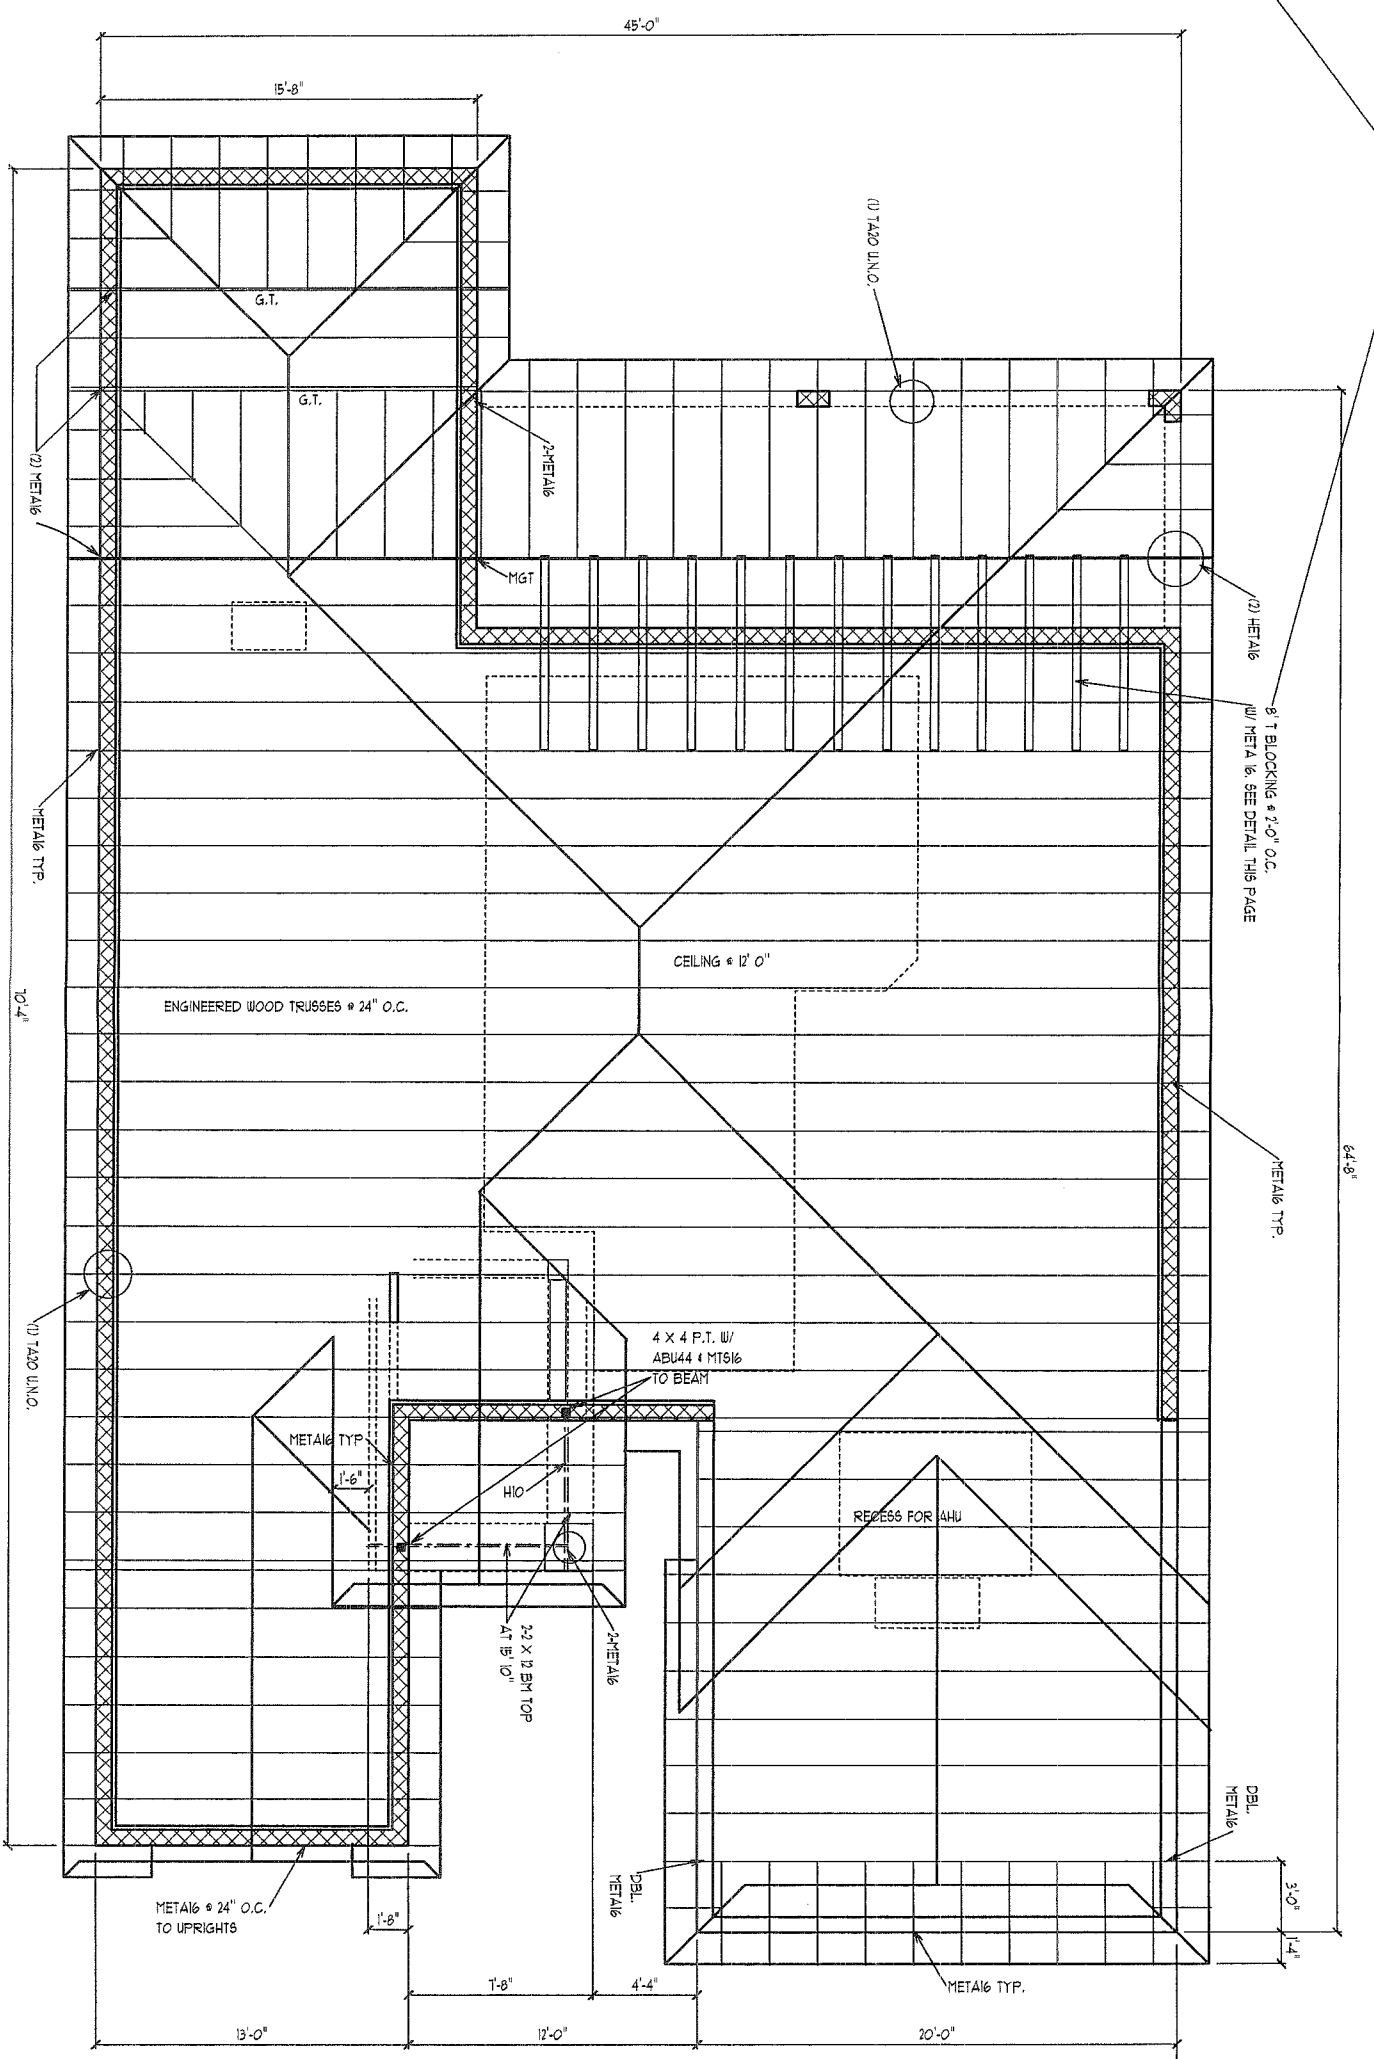 45'-0"
15'-8"
(1) TA20 U.N.O.
G.T.
G.T.
2-META16
(2) META16
MGT
(2) HETA16
8' T BLOCKING @ 2'-0" O.C.
W/ META 16. SEE DETAIL THIS PAGE
META16 TYP.
CEILING @ 12' 0"
ENGINEERED WOOD TRUSSES @ 24" O.C.
70'-4"
64'-8"
META16 TYP.
(1) TA20 U.N.O.
4 X 4 P.T. W/
ABU44 & MTS16
TO BEAM
META16 TYP
1'-6"
H10
RECESS FOR AHU
2-META16
2-2 X 12 BM TOP
AT 15' 10"
DBL.
META16
DBL.
META16
3'-0"
1'-4"
META16 @ 24" O.C.
TO UPRIGHTS
1'-8"
META16 TYP.
7'-8"
4'-4"
13'-0"
12'-0"
20'-0"